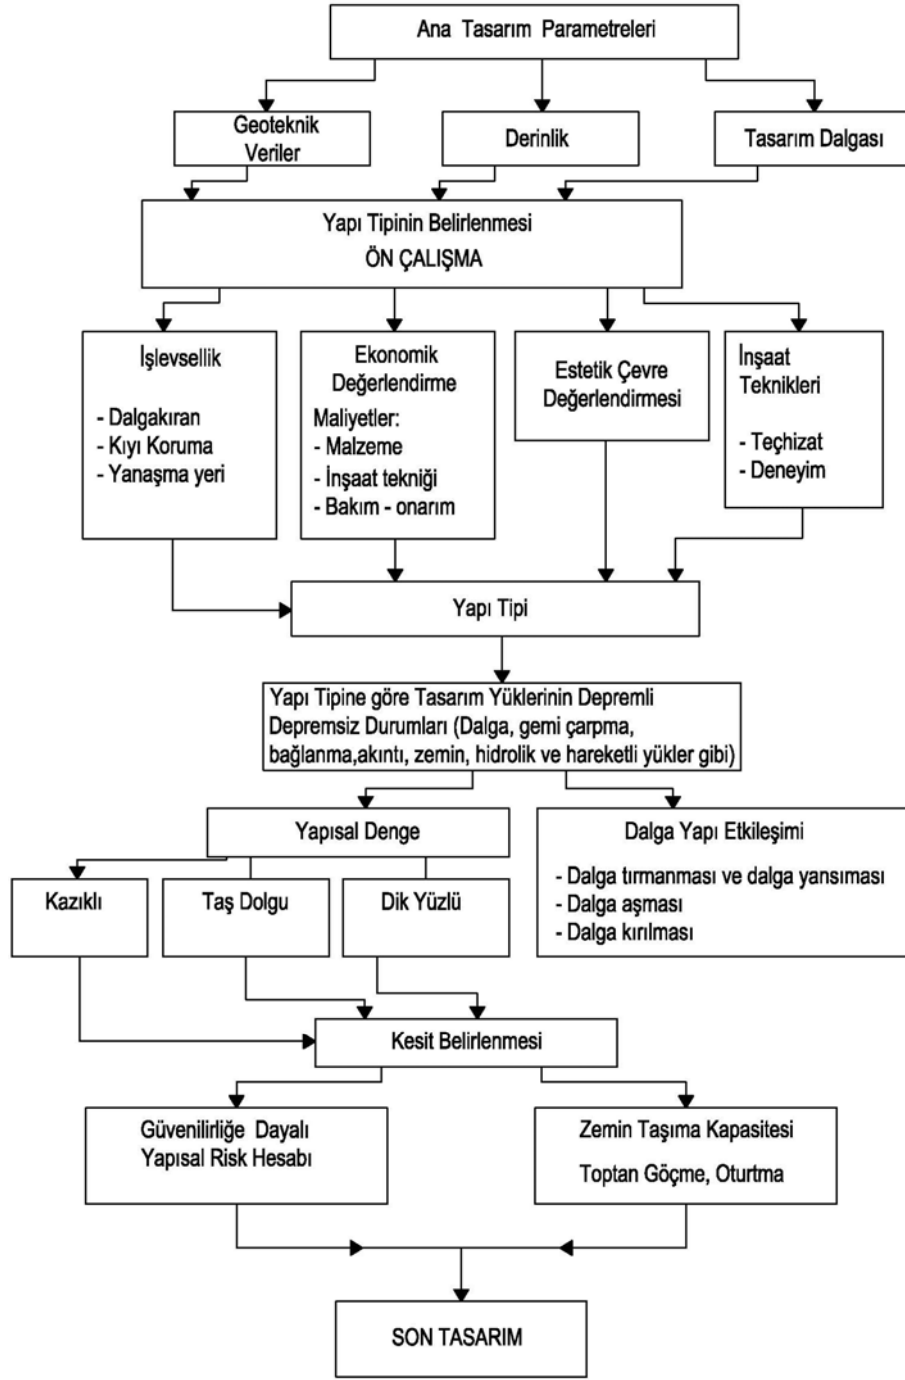 Ana Tasarım Parametreleri
Geoteknik
Veriler
Derinlik
Tasarım Dalgası
Yapı Tipinin Belirlenmesi
ÖN ÇALIŞMA
İşlevsellik
- Dalgakıran
- Kıyı Koruma
- Yanaşma yeri
Ekonomik
Değerlendirme
Maliyetler:
- Malzeme
- İnşaat tekniği
- Bakım - onarım
Estetik Çevre
Değerlendirmesi
İnşaat
Teknikleri
- Teçhizat
- Deneyim
Yapı Tipi
Yapı Tipine göre Tasarım Yüklerinin Depremli
Depremsiz Durumları (Dalga, gemi çarpma,
bağlanma,akıntı, zemin, hidrolik ve hareketli yükler gibi)
Yapısal Denge
Dalga Yapı Etkileşimi
- Dalga tırmanması ve dalga yansıması
- Dalga aşması
- Dalga kırılması
Kazıklı
Taş Dolgu
Dik Yüzlü
Kesit Belirlenmesi
Güvenilirliğe Dayalı
Yapısal Risk Hesabı
Zemin Taşıma Kapasitesi
Toptan Göçme, Oturtma
SON TASARIM